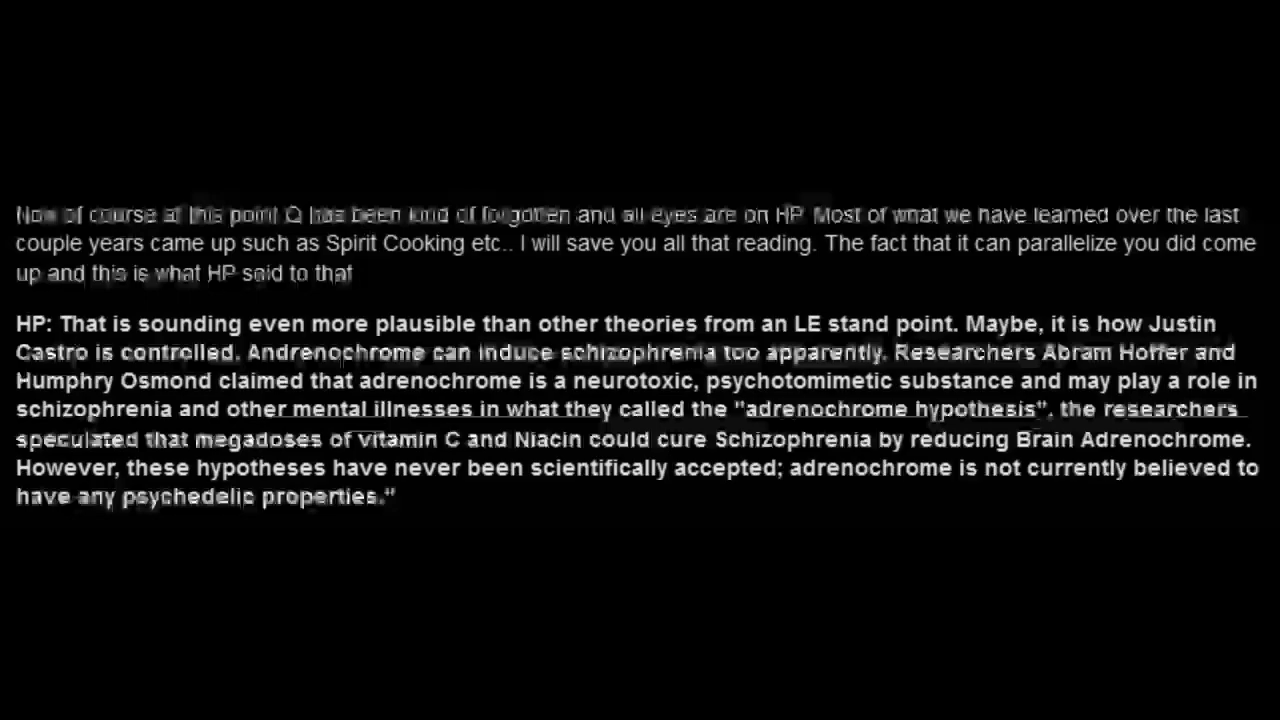 Now of course at this point Q has been kind of forgotten and all eyes are on HP. Most of what we have learned over the last
couple years came up such as Spirit Cooking etc.. I will save you all that reading. The fact that it can parallelize you did come
up and this is what HP said to that
HP: That is sounding even more plausible than other theories from an LE stand point. Maybe, it is how Justin
Castro is controlled. Andrenochrome can induce schizophrenia too apparently. Researchers Abram Hoffer and
Humphry Osmond claimed that adrenochrome is a neurotoxic, psychotomimetic substance and may play a role in
schizophrenia and other mental illnesses in what they called the "adrenochrome hypothesis". the researchers
speculated that megadoses of vitamin C and Niacin could cure Schizophrenia by reducing Brain Adrenochrome.
However, these hypotheses have never been scientifically accepted; adrenochrome is not currently believed to
have any psychedelic properties."